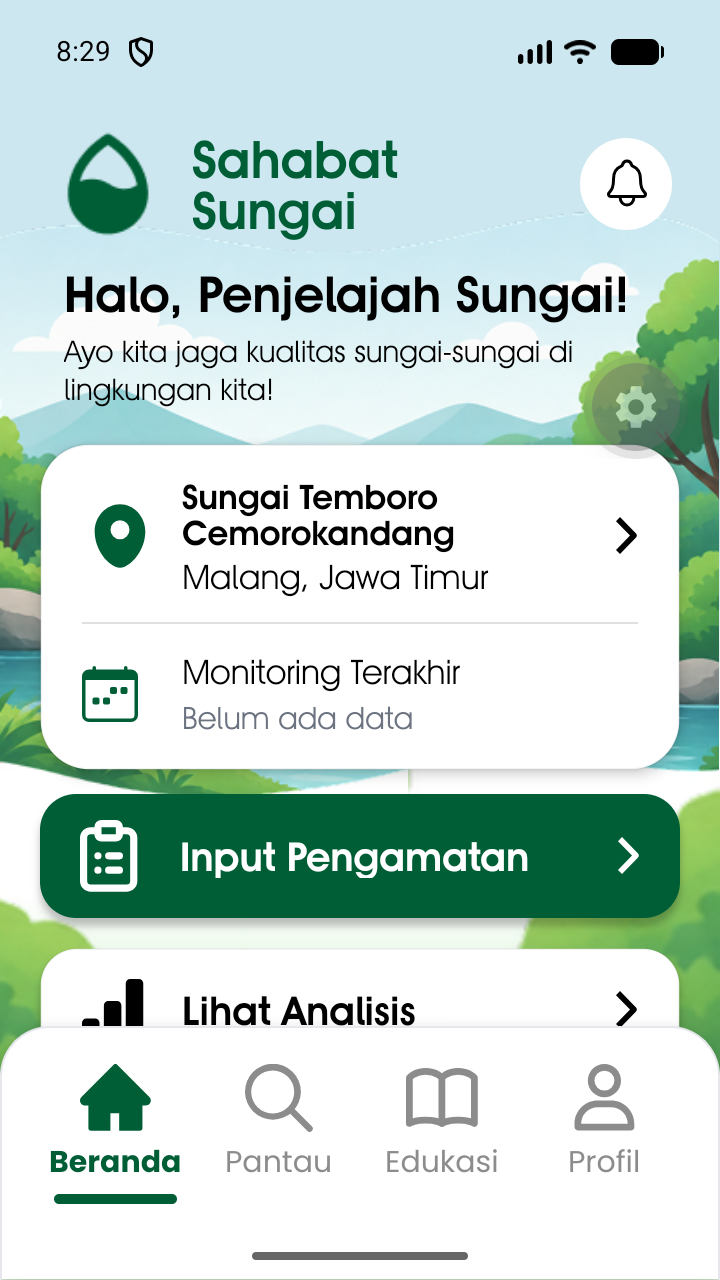 8:29
Sahabat
Sungai
Halo, Penjelajah Sungai!
Ayo kita jaga kualitas sungai-sungai di
lingkungan kita!
Sungai Temboro
Cemorokandang
Malang, Jawa Timur
Monitoring Terakhir
Belum ada data
Input Pengamatan
Lihat Analisis
Beranda
Pantau
Edukasi
Profil